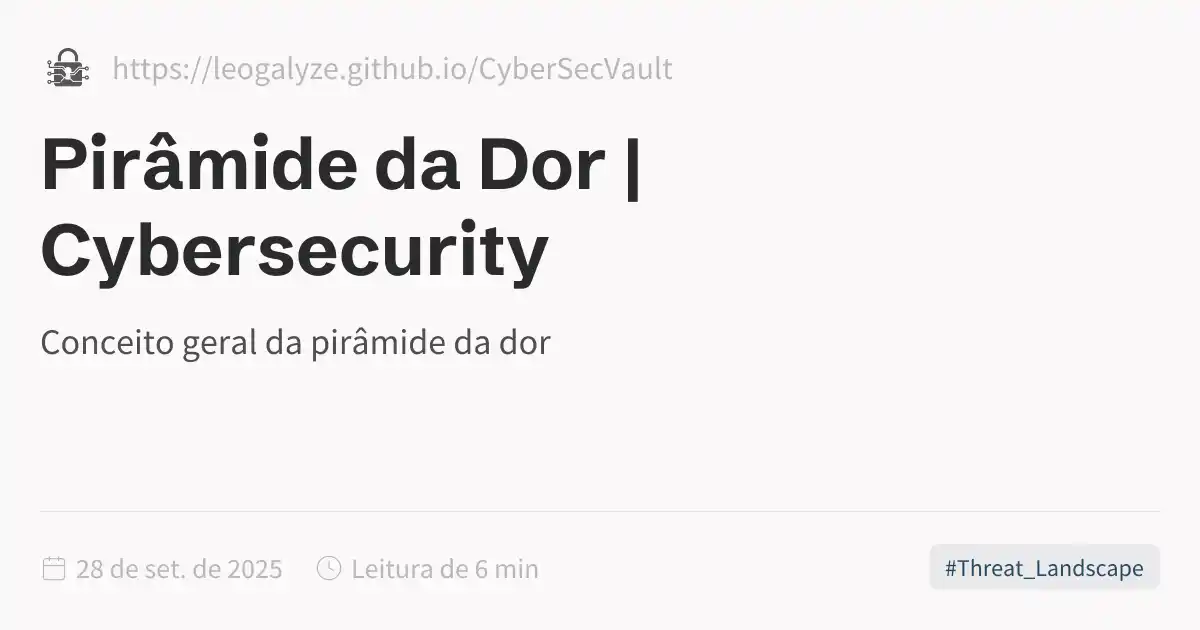 https://leogalyze.github.io/CyberSecVault
Pirâmide da Dor |
Cybersecurity
Conceito geral da pirâmide da dor
28 de set. de 2025 Leitura de 6 min #Threat_Landscape